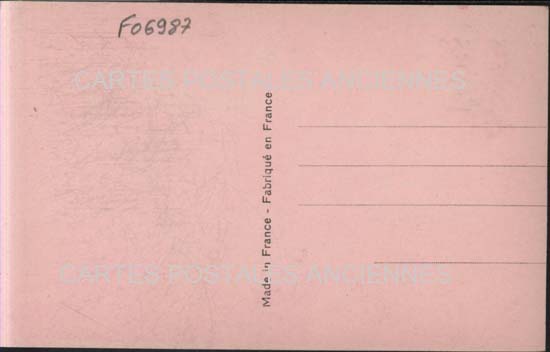 F06987
CARTES POSTALES ANCIENNES
Made in France - Fabriqué en France
CARTES POSTALES ANCIENNES